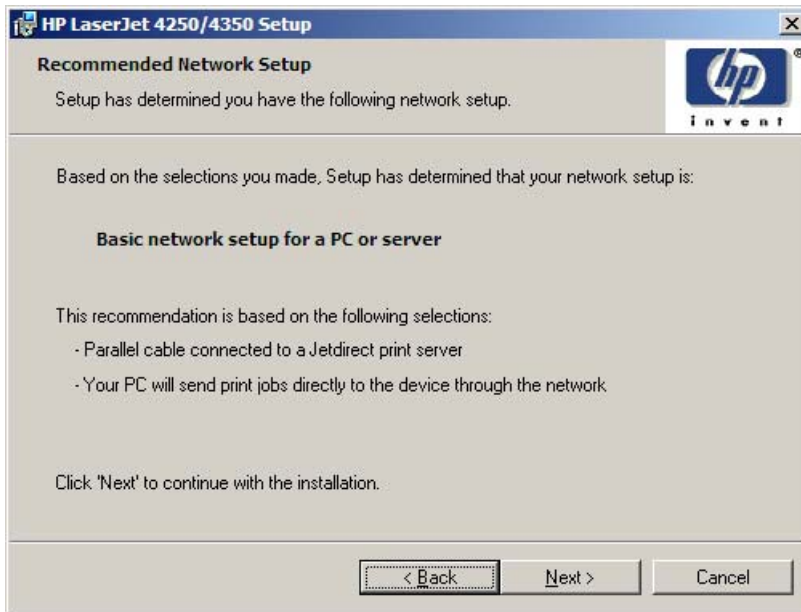 HP LaserJet 4250/4350 Setup
Recommended Network Setup
Setup has determined you have the following network setup.
hp
®
invent
Based on the selections you made, Setup has determined that your network setup is:
Basic network setup for a PC or server
This recommendation is based on the following selections:
- Parallel cable connected to a Jetdirect print server
- Your PC will send print jobs directly to the device through the network
Click 'Next' to continue with the installation.
< Back Next > Cancel